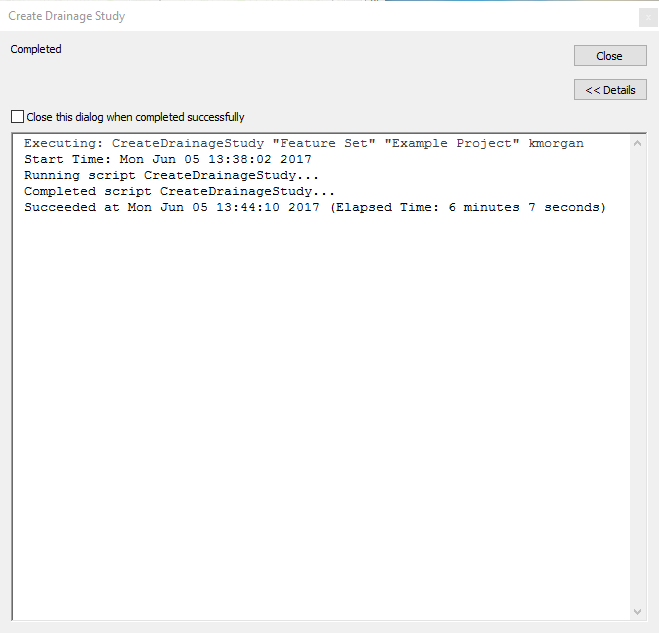 Create Drainage Study
Completed
Close
<< Details
Close this dialog when completed successfully
Executing: CreateDrainageStudy "Feature Set" "Example Project" kmorgan
Start Time: Mon Jun 05 13:38:02 2017
Running script CreateDrainageStudy...
Completed script CreateDrainageStudy...
Succeeded at Mon Jun 05 13:44:10 2017 (Elapsed Time: 6 minutes 7 seconds)